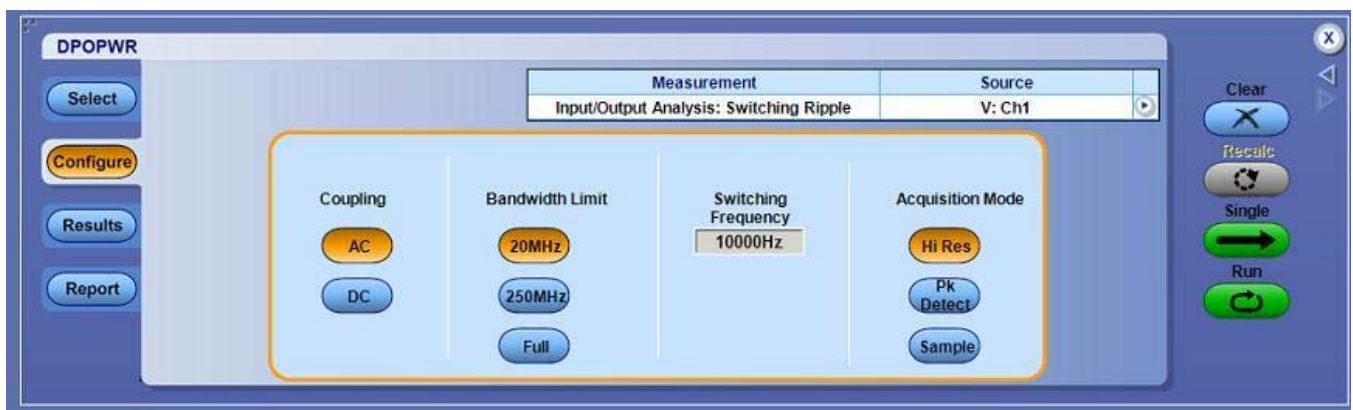 DPOPWR
Select
Configure
Results
Report
Measurement Source
Input/Output Analysis: Switching Ripple V: Ch1
Coupling
AC
DC
Bandwidth Limit
20MHz
250MHz
Full
Switching
Frequency
10000Hz
Acquisition Mode
Hi Res
Pk
Detect
Sample
X
Clear
Recalc
Single
Run